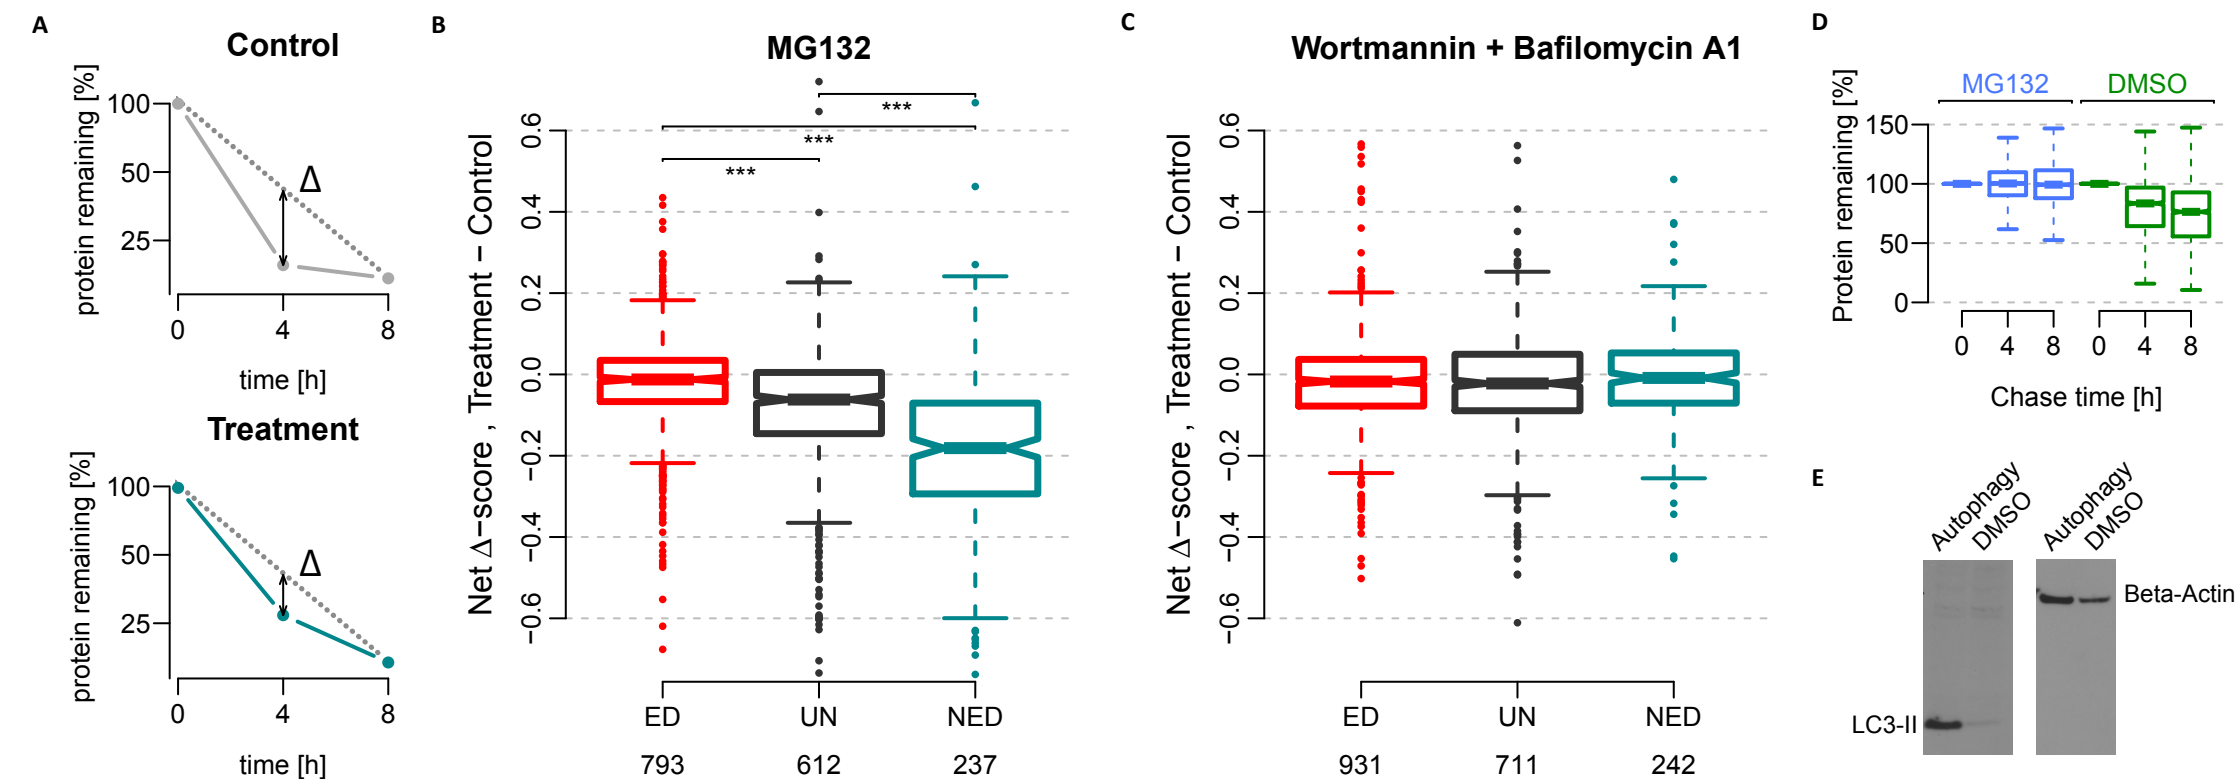 A
Control
protein remaining [%]
100
50
25
Δ
0 4 8
time [h]
Treatment
protein remaining [%]
100
50
25
Δ
0 4 8
time [h]
B
MG132
Net Δ−score , Treatment − Control
0.6
0.4
0.2
0.0
−0.2
−0.4
−0.6
***
***
***
ED UN NED
793 612 237
C
Wortmannin + Bafilomycin A1
Net Δ−score , Treatment − Control
0.6
0.4
0.2
0.0
−0.2
−0.4
−0.6
ED UN NED
931 711 242
D
MG132 DMSO
Protein remaining [%]
150
100
50
0
0 4 8 0 4 8
Chase time [h]
E
Autophagy DMSO Autophagy DMSO
Beta-Actin
LC3-II